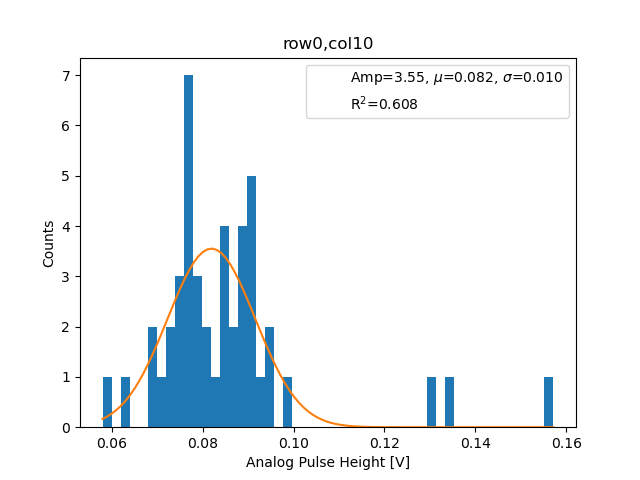 row0,col10
Amp=3.55, μ=0.082, σ=0.010
R²=0.608
7
6
5
4
3
2
1
0
Counts
0.06 0.08 0.10 0.12 0.14 0.16
Analog Pulse Height [V]